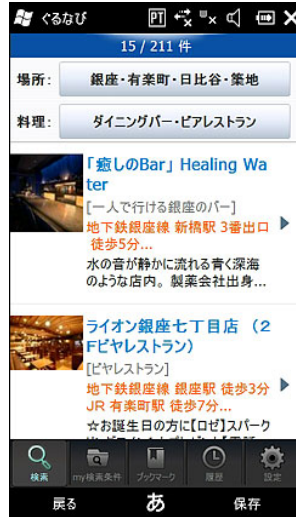 ぐるなび
15 / 211 件
場所:
銀座・有楽町・日比谷・築地
料理:
ダイニングバー・ビアレストラン
「癒しのBar」 Healing Wa
ter
[一人で行ける銀座のバー]
地下鉄銀座線 新橋駅 3番出口
徒歩5分...
水の音が静かに流れる青く深海
のような店内。 製薬会社出身...
ライオン銀座七丁目店 (2
Fビヤレストラン)
[ビヤレストラン]
地下鉄銀座線 銀座駅 徒歩3分
JR 有楽町駅 徒歩7分...
☆お誕生日の方に【ロゼ】スパーク
検索
my検索条件
ブックマーク
履歴
設定
戻る
あ
保存